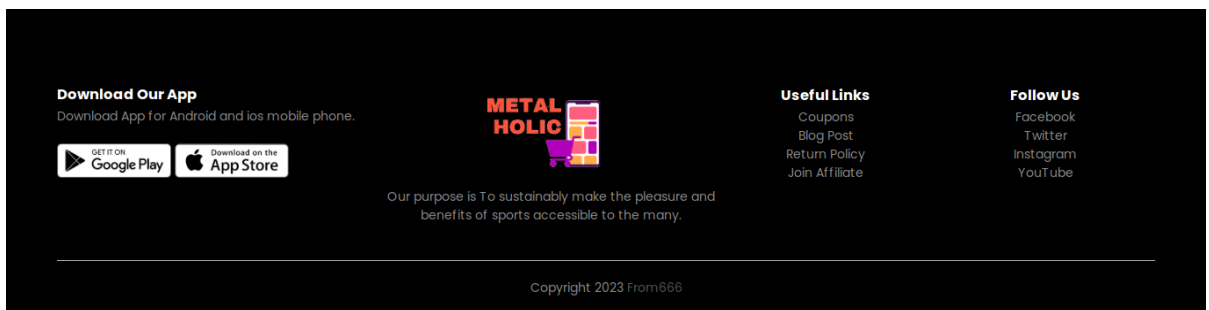 Download Our App
Download App for Android and ios mobile phone.
GET IT ON
Google Play
Download on the
App Store
METAL
HOLIC
Our purpose is To sustainably make the pleasure and
benefits of sports accessible to the many.
Useful Links
Coupons
Blog Post
Return Policy
Join Affiliate
Follow Us
Facebook
Twitter
Instagram
YouTube
Copyright 2023 From666